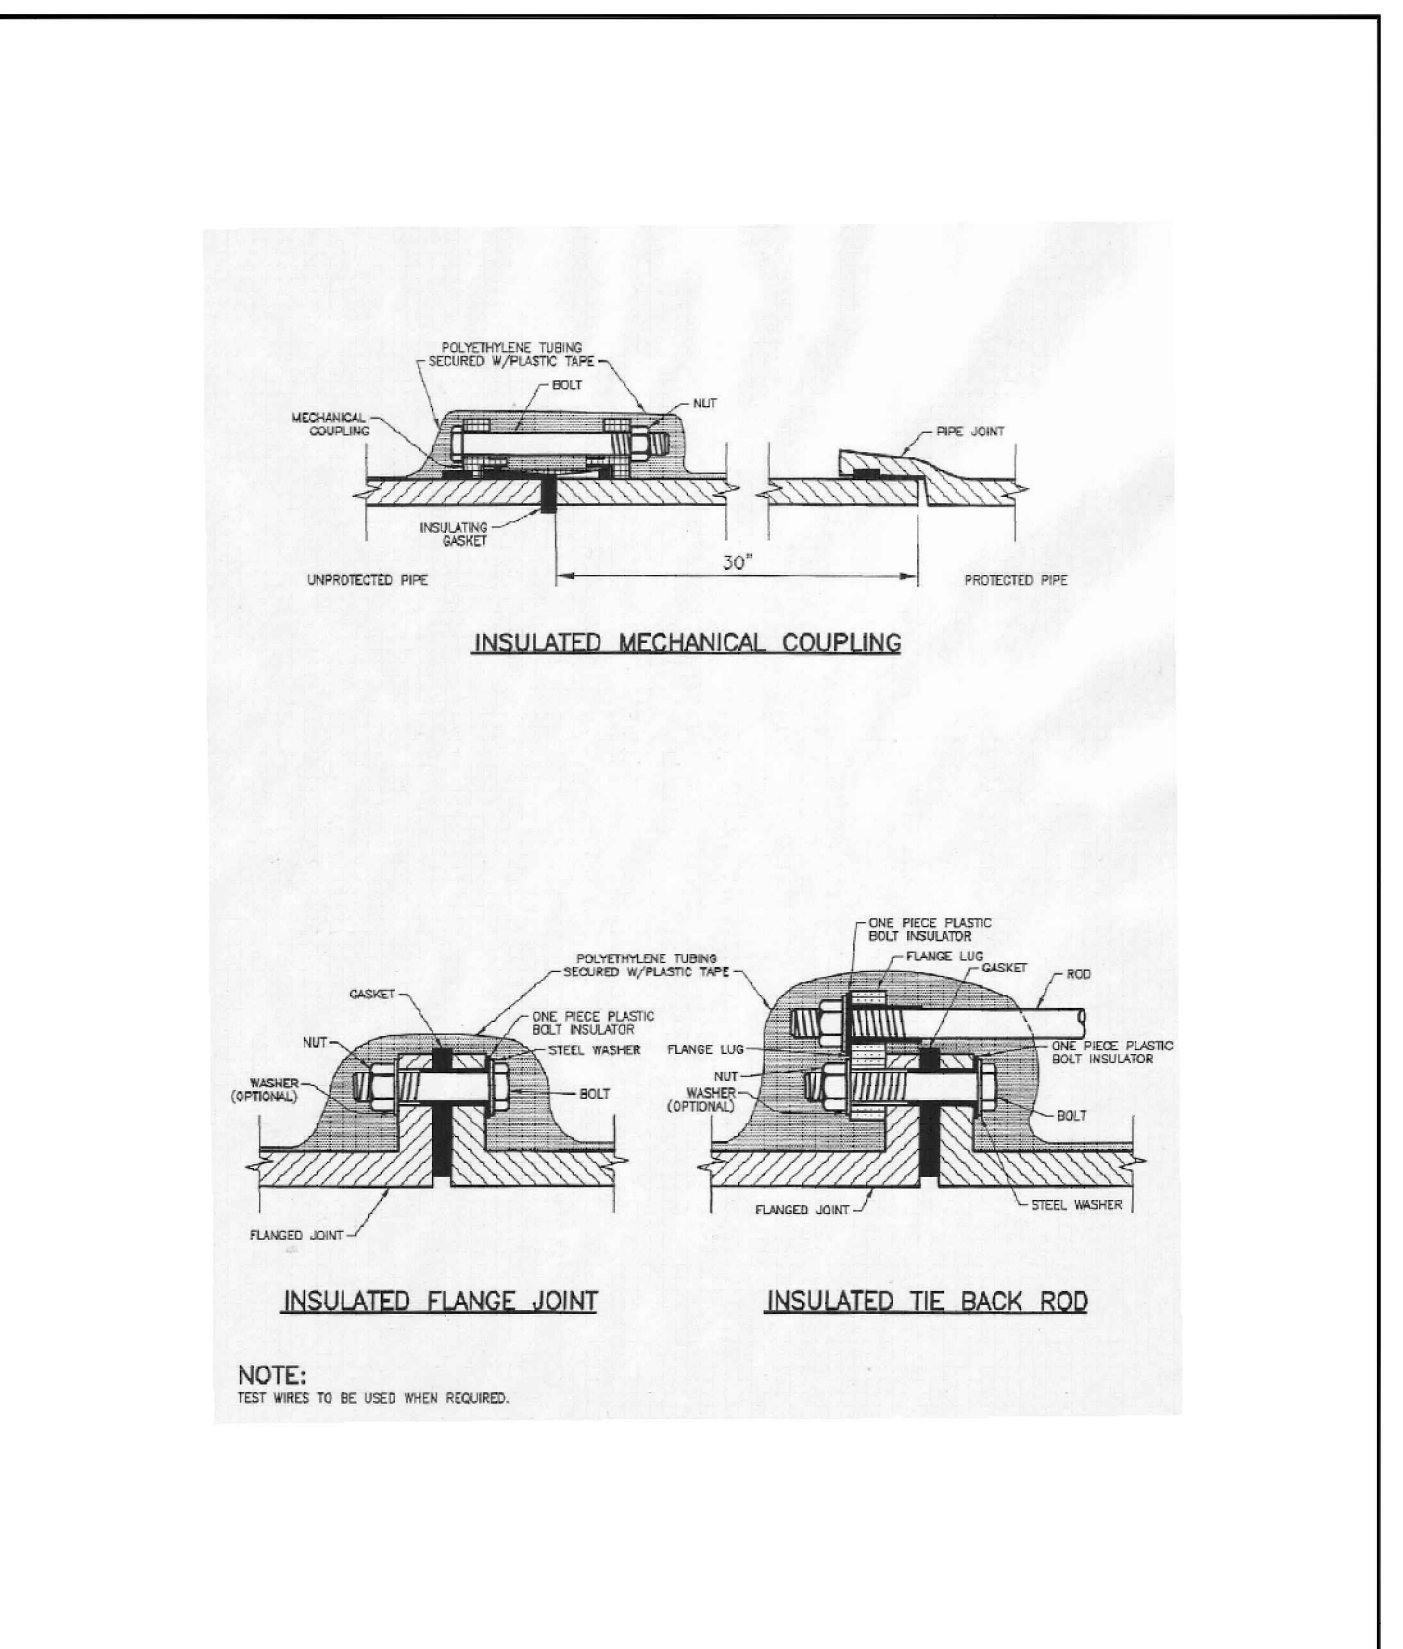 POLYETHYLENE TUBING
SECURED W/PLASTIC TAPE
BOLT
NUT
MECHANICAL
COUPLING
PIPE JOINT
INSULATING
GASKET
30"
UNPROTECTED PIPE
PROTECTED PIPE
INSULATED MECHANICAL COUPLING
POLYETHYLENE TUBING
SECURED W/PLASTIC TAPE
GASKET
ONE PIECE PLASTIC
BOLT INSULATOR
NUT
STEEL WASHER
WASHER
(OPTIONAL)
BOLT
FLANGED JOINT
INSULATED FLANGE JOINT
ONE PIECE PLASTIC
BOLT INSULATOR
FLANGE LUG
GASKET
ROD
FLANGE LUG
ONE PIECE PLASTIC
BOLT INSULATOR
NUT
WASHER
(OPTIONAL)
BOLT
STEEL WASHER
FLANGED JOINT
INSULATED TIE BACK ROD
NOTE:
TEST WIRES TO BE USED WHEN REQUIRED.